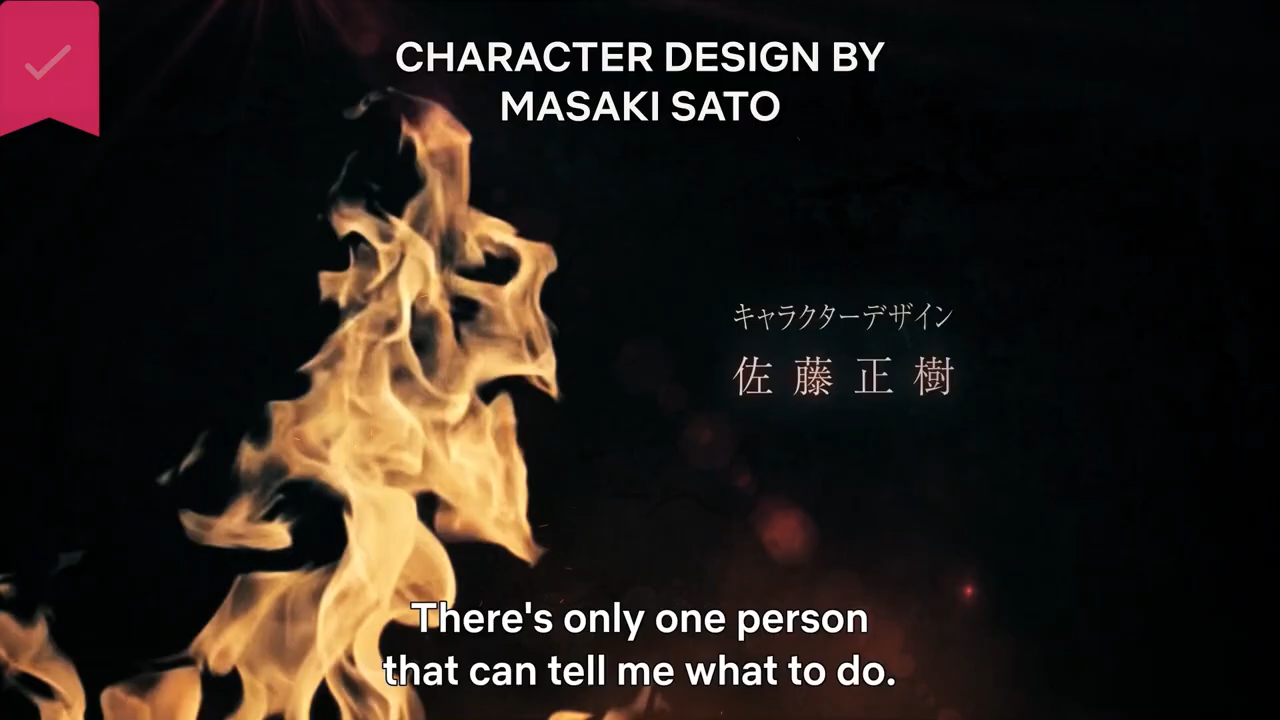 CHARACTER DESIGN BY
MASAKI SATO
キャラクターデザイン
佐藤正樹
There's only one person
that can tell me what to do.